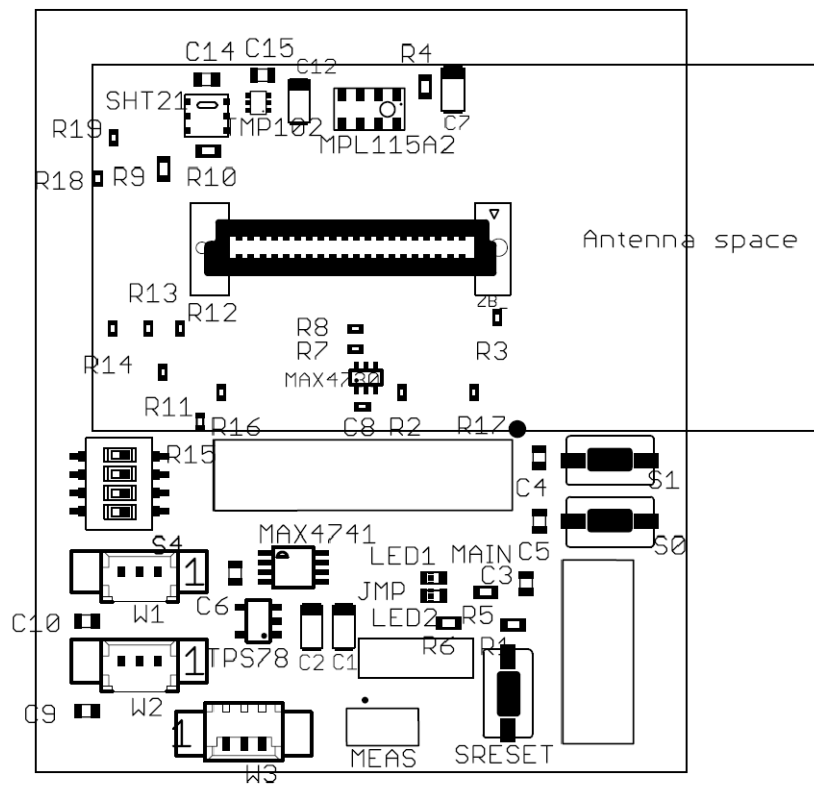 C14 C15 C12 R4
SHT21 TMP102 MPL115A2 C7
R19
R18 R9 R10
Antenna space
R13 R12 R8 ZB_
R14 R7 R3
MAX4780
R11 R16 C8 R2 R17
R15 C4 S1
S4 MAX4741 LED1 MAIN C5 S0
1 JMP C3
W1 C6 LED2 R5
C10
1 TPS78 C2 C1 R6 R1
C9 W2
1 MEAS SRESET
W3